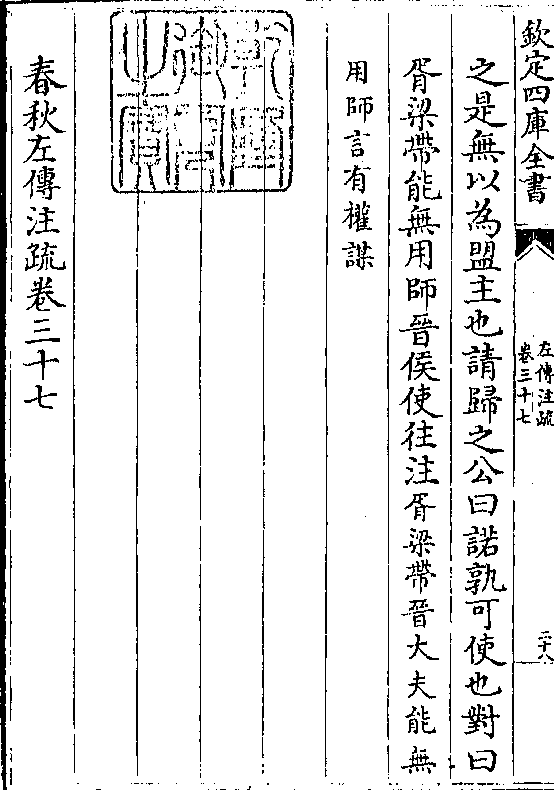 欽定四庫全書
左傳注疏
卷三十七
二十八
之是無以為盟主也請歸之公曰諾孰可使也對曰
胥梁帶能無用師晉侯使往注胥梁帶晉大夫能無
用師言有權謀
乾隆御覽之寶
春秋左傳注疏卷三十七